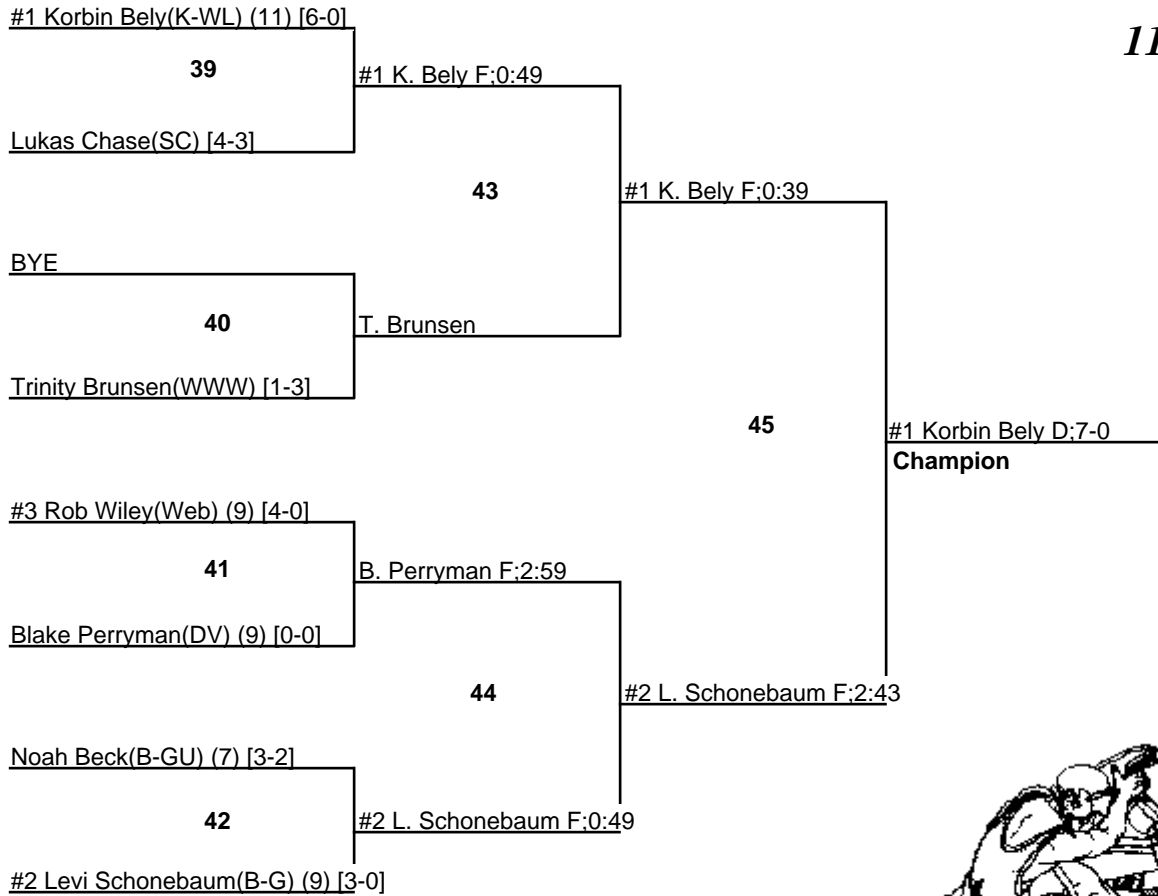 #1 Korbin Bely(K-WL) (11) [6-0]
11
39
#1 K. Bely F;0:49
Lukas Chase(SC) [4-3]
43
#1 K. Bely F;0:39
BYE
40
T. Brunsen
Trinity Brunsen(WWW) [1-3]
45
#1 Korbin Bely D;7-0
Champion
#3 Rob Wiley(Web) (9) [4-0]
41
B. Perryman F;2:59
Blake Perryman(DV) (9) [0-0]
44
#2 L. Schonebaum F;2:43
Noah Beck(B-GU) (7) [3-2]
42
#2 L. Schonebaum F;0:49
#2 Levi Schonebaum(B-G) (9) [3-0]